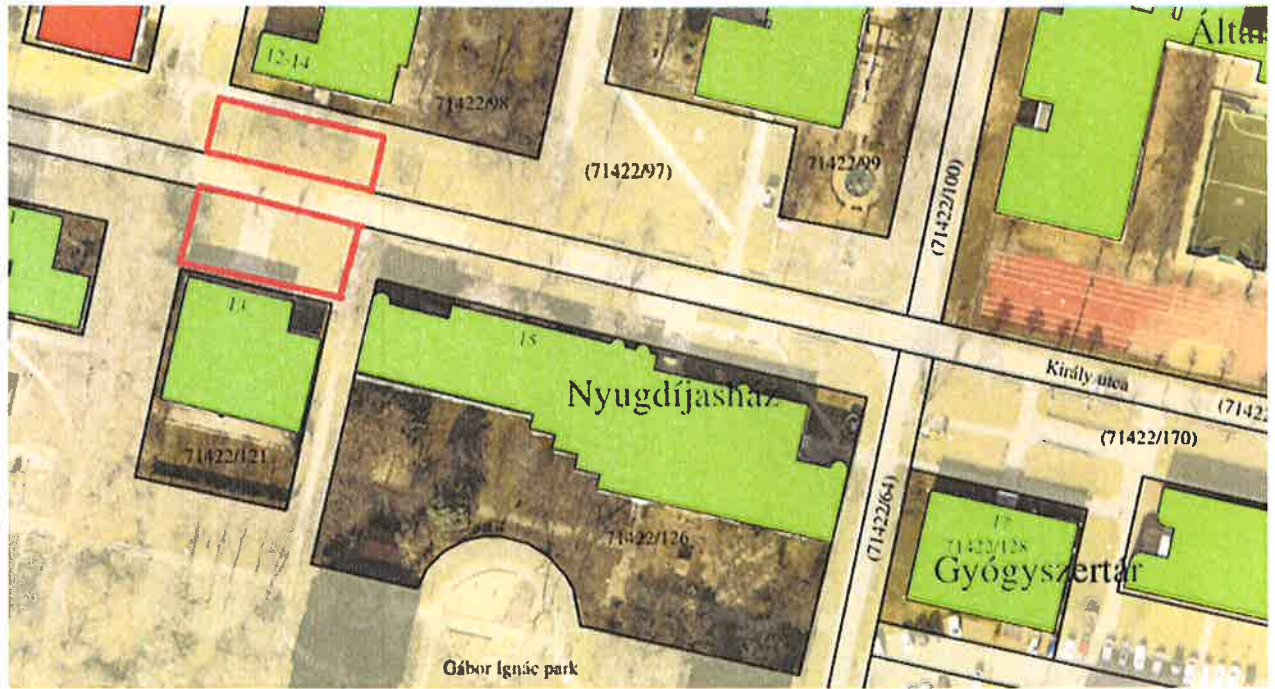 Által
12-14
71422/98
(71422/97)
71422/99
(71422/100)
13
15
Nyugdíjasház
Király utca
(71422
(71422/170)
71422/121
(71422/64)
71422/126
17
71422/128
Gyógyszertár
Gábor Ignác park